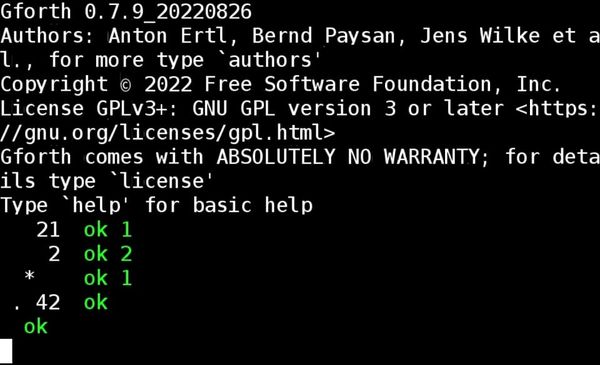 Gforth 0.7.9_20220826
Authors: Anton Ertl, Bernd Paysan, Jens Wilke et a
l., for more type `authors'
Copyright © 2022 Free Software Foundation, Inc.
License GPLv3+: GNU GPL version 3 or later <https:
//gnu.org/licenses/gpl.html>
Gforth comes with ABSOLUTELY NO WARRANTY; for deta
ils type `license'
Type `help' for basic help
21 ok 1
2 ok 2
* ok 1
. 42 ok
ok